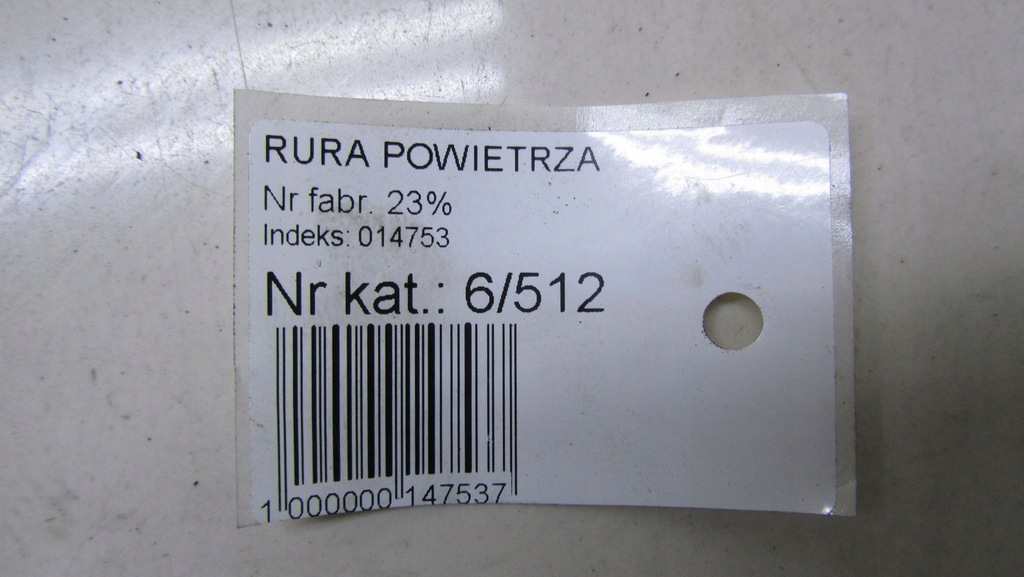 RURA POWIETRZA
Nr fabr. 23%
Indeks: 014753
Nr kat.: 6/512
1 000000 147537